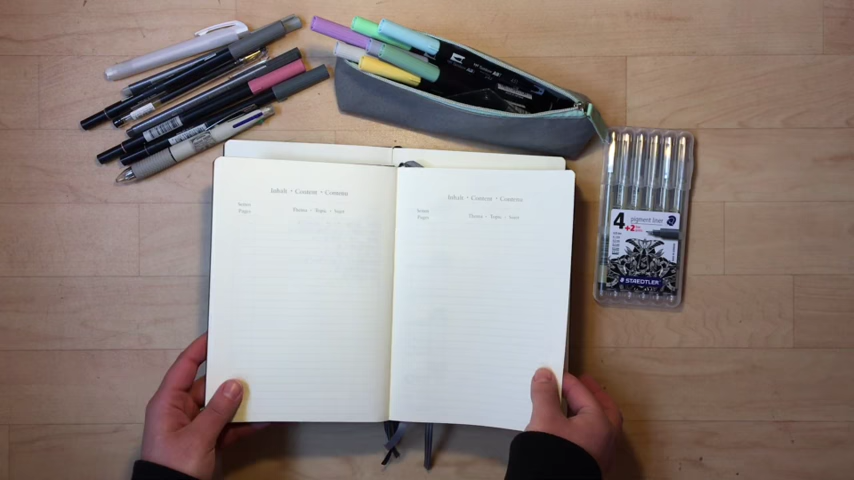 Inhalt · Content · Contenu
Seiten
Pages
Thema · Topic · Sujet
Inhalt · Content · Contenu
Seiten
Pages
Thema · Topic · Sujet
4 pigment liner
+2
STAEDTLER